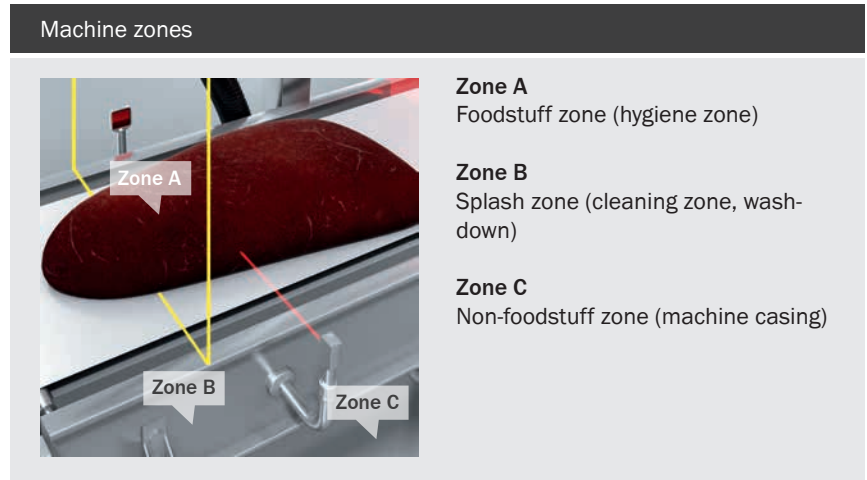 Machine zones
Zone A
Zone B
Zone C
Zone A
Foodstuff zone (hygiene zone)
Zone B
Splash zone (cleaning zone, wash-
down)
Zone C
Non-foodstuff zone (machine casing)